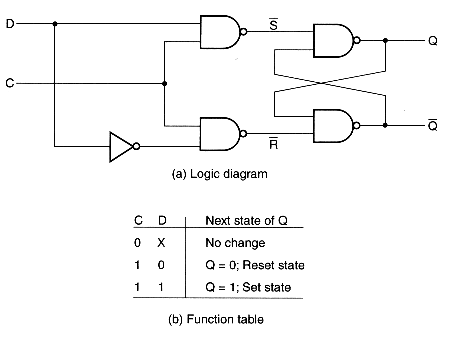 D
S̅
Q
C
R̅
Q̅
(a) Logic diagram
C D Next state of Q
0 X No change
1 0 Q = 0; Reset state
1 1 Q = 1; Set state
(b) Function table